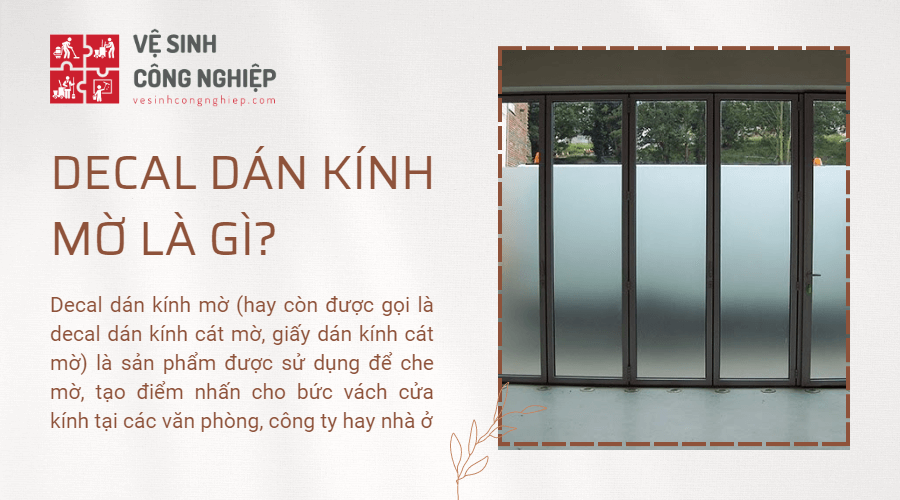 VỆ SINH
CÔNG NGHIỆP
vesinhcongnghiep.com
DECAL DÁN KÍNH
MỜ LÀ GÌ?
Decal dán kính mờ (hay còn được gọi là
decal dán kính cát mờ, giấy dán kính cát
mờ) là sản phẩm được sử dụng để che
mờ, tạo điểm nhấn cho bức vách cửa
kính tại các văn phòng, công ty hay nhà ở